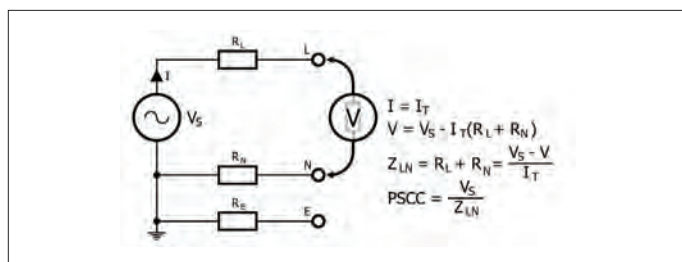 R_L
L
I
V_S
V
R_N
N
R_E
E
I = I_T
V = V_S - I_T(R_L + R_N)
Z_LN = R_L + R_N = (V_S - V) / I_T
PSCC = V_S / Z_LN